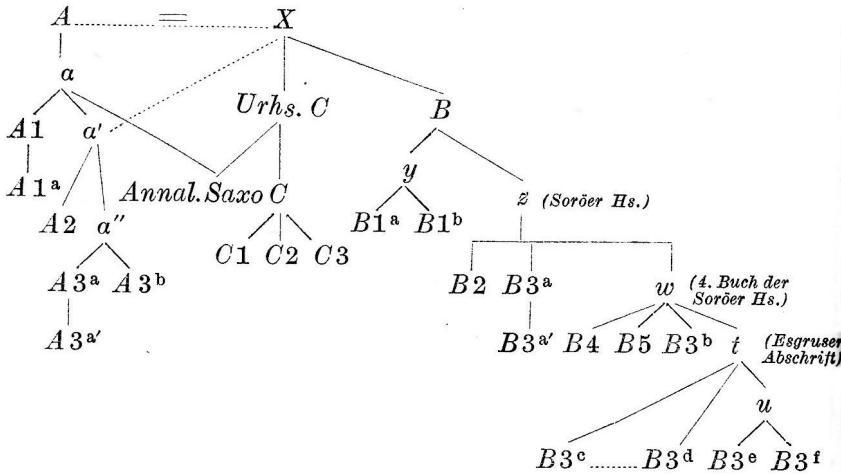 A = X
a
Urhs. C B
A1 a'
y
A1ᵃ Annal. Saxo C z (Soröer Hs.)
A2 a'' B1ᵃ B1ᵇ
C1 C2 C3
A3ᵃ A3ᵇ B2 B3ᵃ w (4. Buch der
Soröer Hs.)
A3ᵃ' B3ᵃ' B4 B5 B3ᵇ t (Esgruser
Abschrift)
u
B3ᶜ B3ᵈ B3ᵉ B3ᶠ